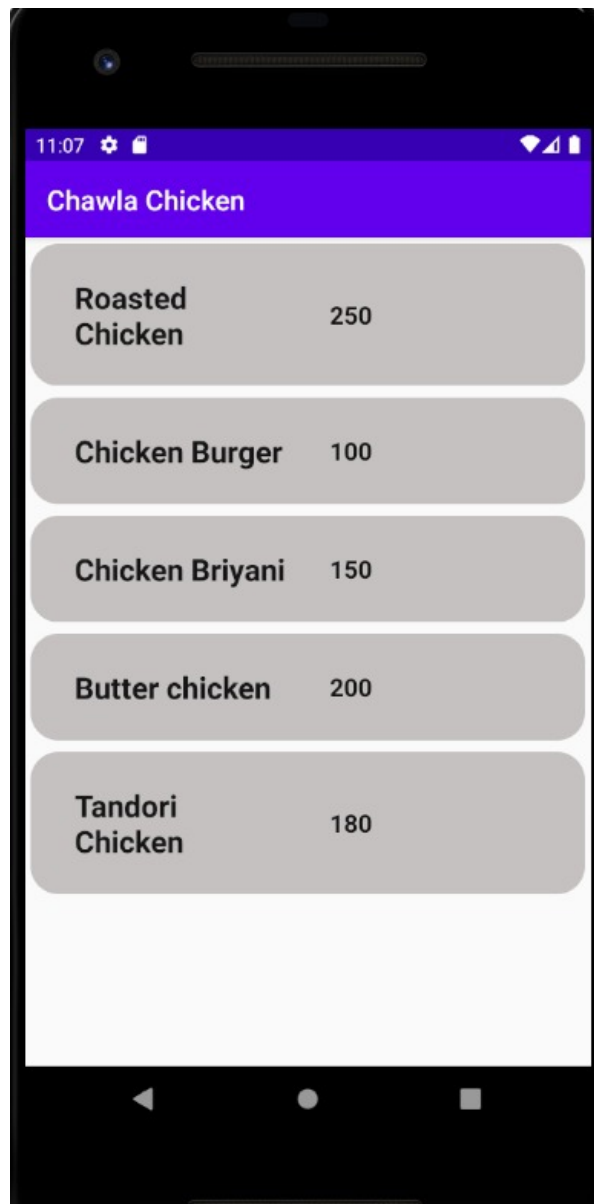 11:07
Chawla Chicken
Roasted
Chicken
250
Chicken Burger
100
Chicken Briyani
150
Butter chicken
200
Tandori
Chicken
180